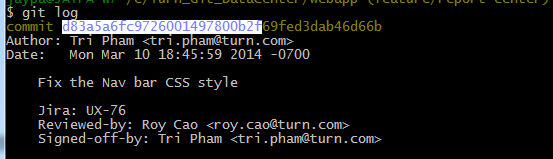 $ git log
commit d83a5a6fc9726001497800b2f69fed3dab46d66b
Author: Tri Pham <tri.pham@turn.com>
Date: Mon Mar 10 18:45:59 2014 -0700
Fix the Nav bar CSS style
Jira: UX-76
Reviewed-by: Roy Cao <roy.cao@turn.com>
Signed-off-by: Tri Pham <tri.pham@turn.com>